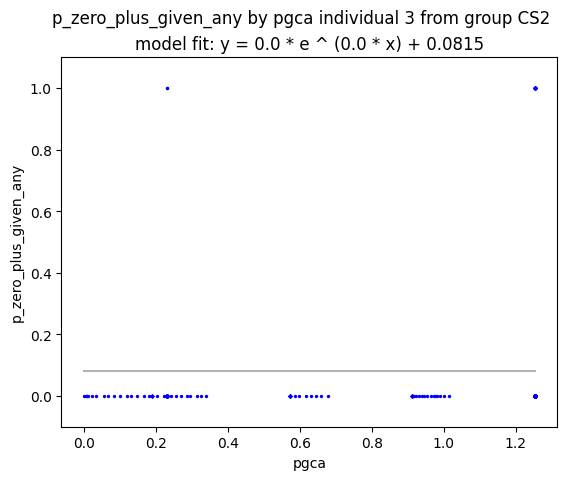 p_zero_plus_given_any by pgca individual 3 from group CS2
model fit: y = 0.0 * e ^ (0.0 * x) + 0.0815
1.0
0.8
0.6
0.4
0.2
0.0
p_zero_plus_given_any
0.0 0.2 0.4 0.6 0.8 1.0 1.2
pgca